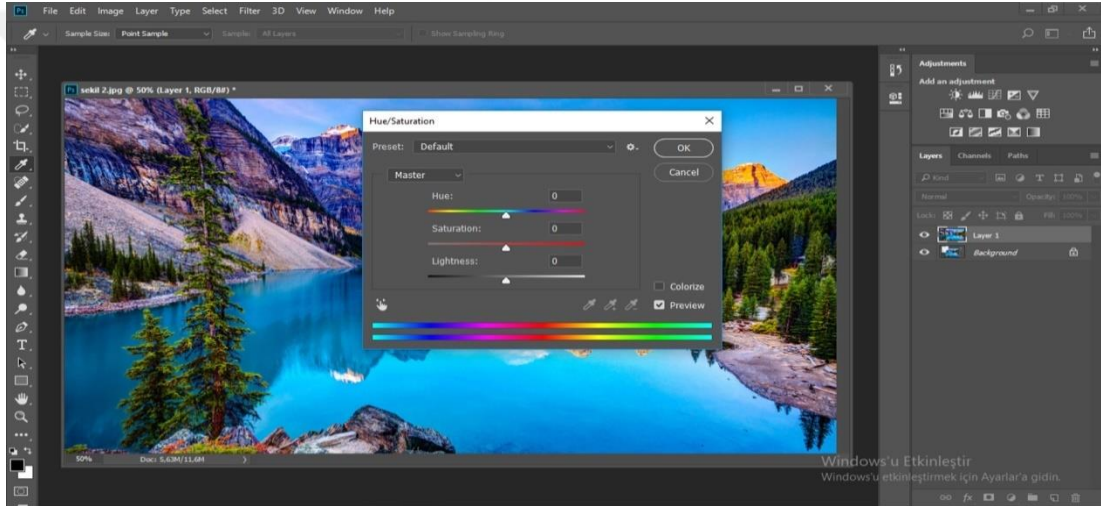 Ps File Edit Image Layer Type Select Filter 3D View Window Help
Sample Size: Point Sample Sample: All Layers Show Sampling Ring
Adjustments
Add an adjustment
Ps sekil 2.jpg @ 50% (Layer 1, RGB/8#) *
Hue/Saturation
Preset: Default OK
Master Cancel
Hue: 0
Saturation: 0
Lightness: 0
Colorize
Preview
Layers Channels Paths
Kind
Normal Opacity: 100%
Lock: Fill: 100%
Layer 1
Background
50% Doc: 5,63M/11,6M
Windows'u Etkinleştir
Windows'u etkinleştirmek için Ayarlar'a gidin.
fx